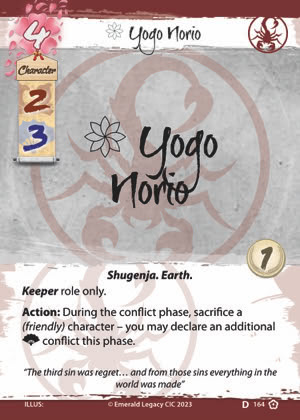 4
Yogo Norio
Character
2
3
Yogo
Norio
1
Shugenja. Earth.
Keeper role only.
Action: During the conflict phase, sacrifice a
(friendly) character – you may declare an additional
conflict this phase.
"The third sin was regret… and from those sins everything in the
world was made"
ILLUS:
© Emerald Legacy CIC 2023
D 164